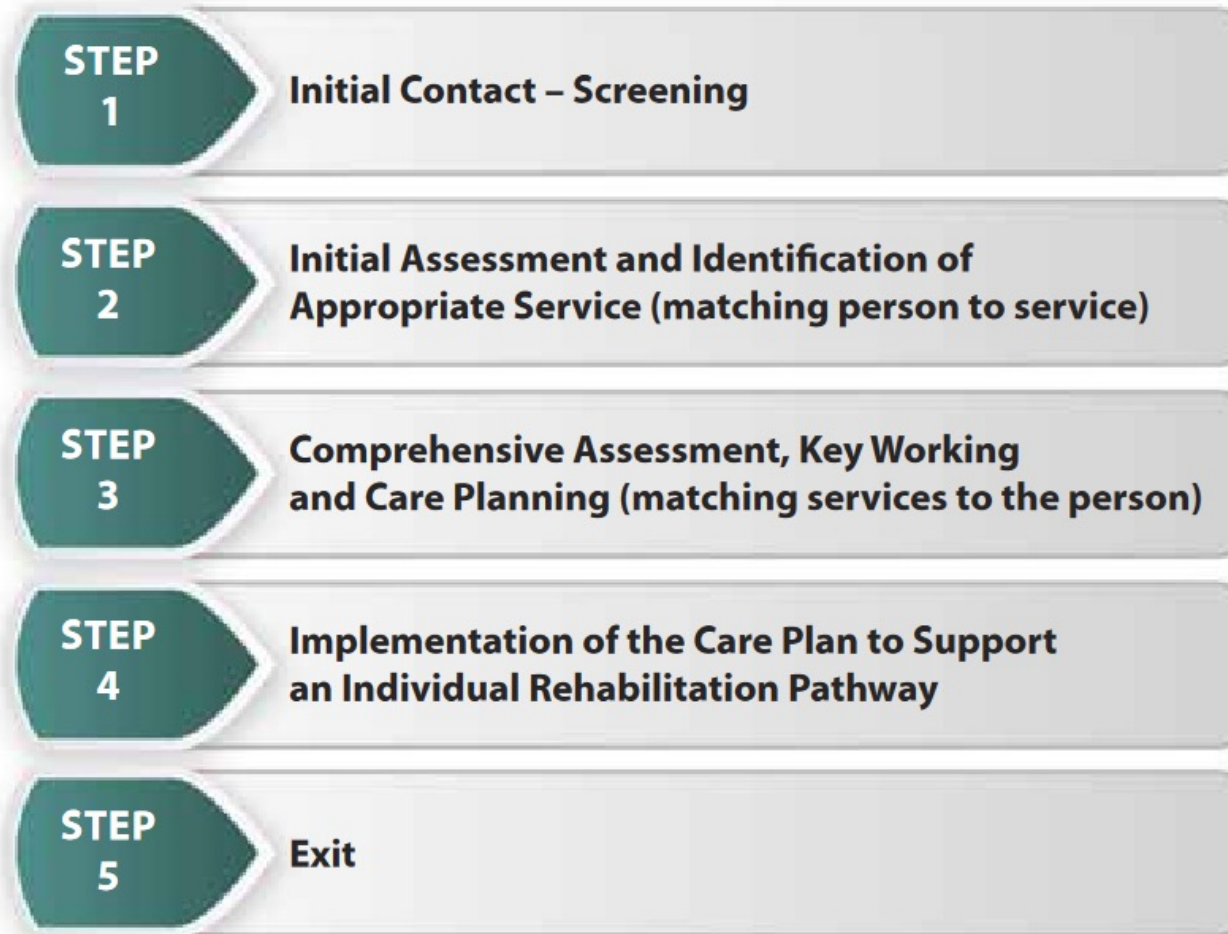 STEP
1
Initial Contact – Screening
STEP
2
Initial Assessment and Identification of
Appropriate Service (matching person to service)
STEP
3
Comprehensive Assessment, Key Working
and Care Planning (matching services to the person)
STEP
4
Implementation of the Care Plan to Support
an Individual Rehabilitation Pathway
STEP
5
Exit